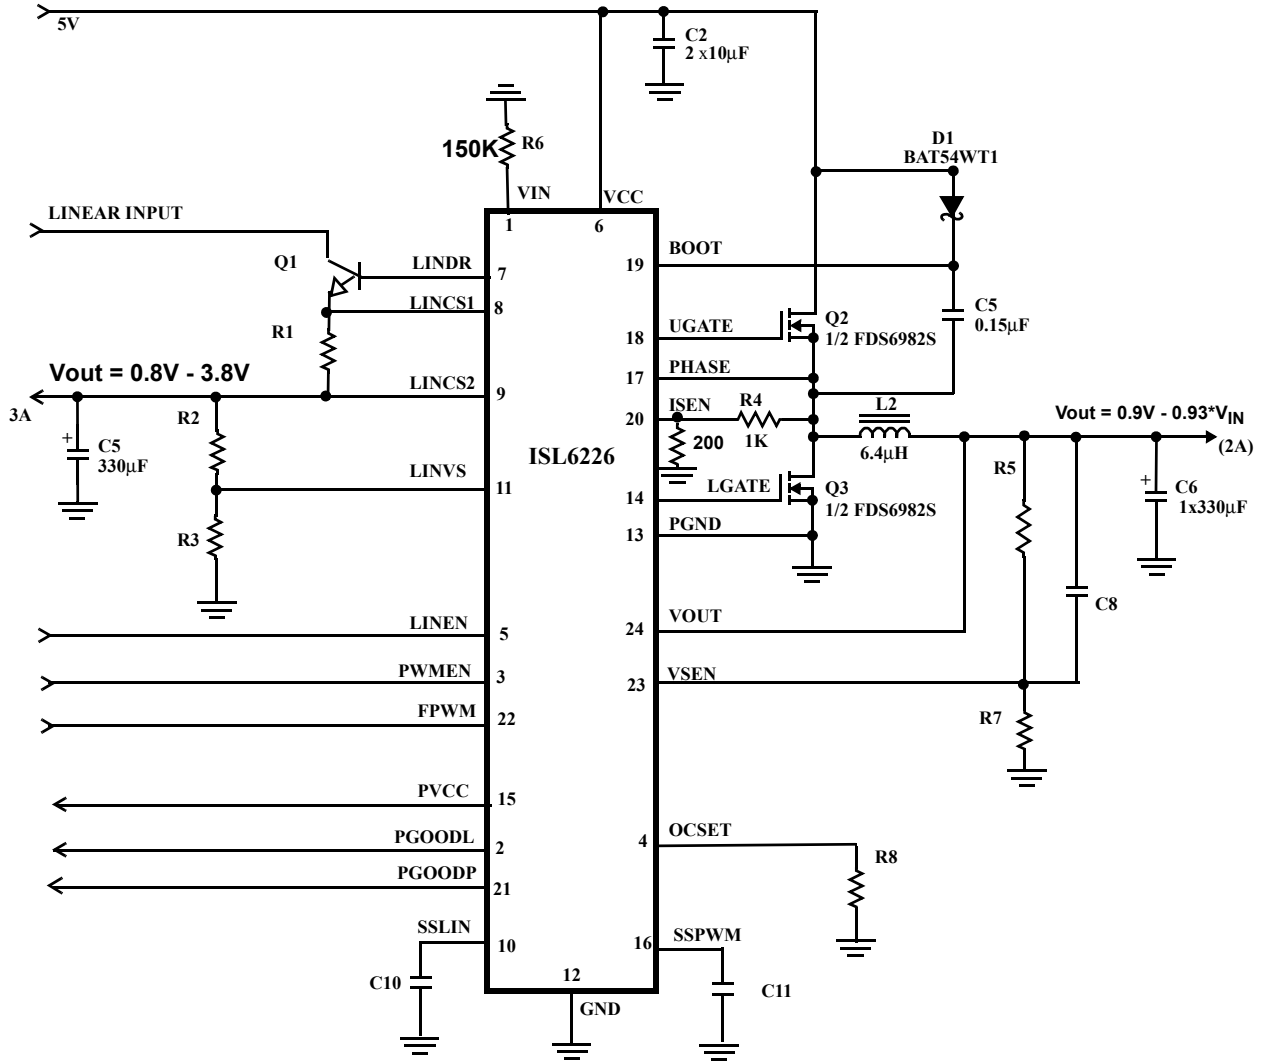 5V
C2
2 x10µF
150K
R6
VIN
VCC
1
6
D1
BAT54WT1
LINEAR INPUT
Q1
LINDR
7
19
BOOT
LINCS1
8
R1
C5
0.15µF
UGATE
18
Q2
1/2 FDS6982S
Vout = 0.8V - 3.8V
LINCS2
9
17
PHASE
3A
R2
20
ISEN
R4
1K
200
L2
6.4µH
Vout = 0.9V - 0.93*VIN
(2A)
+
C5
330µF
ISL6226
R5
LINVS
11
14
LGATE
Q3
1/2 FDS6982S
+
C6
1x330µF
R3
13
PGND
C8
LINEN
5
24
VOUT
PWMEN
3
23
VSEN
FPWM
22
R7
PVCC
15
PGOODL
2
4
OCSET
R8
PGOODP
21
SSLIN
10
16
SSPWM
C10
12
GND
C11